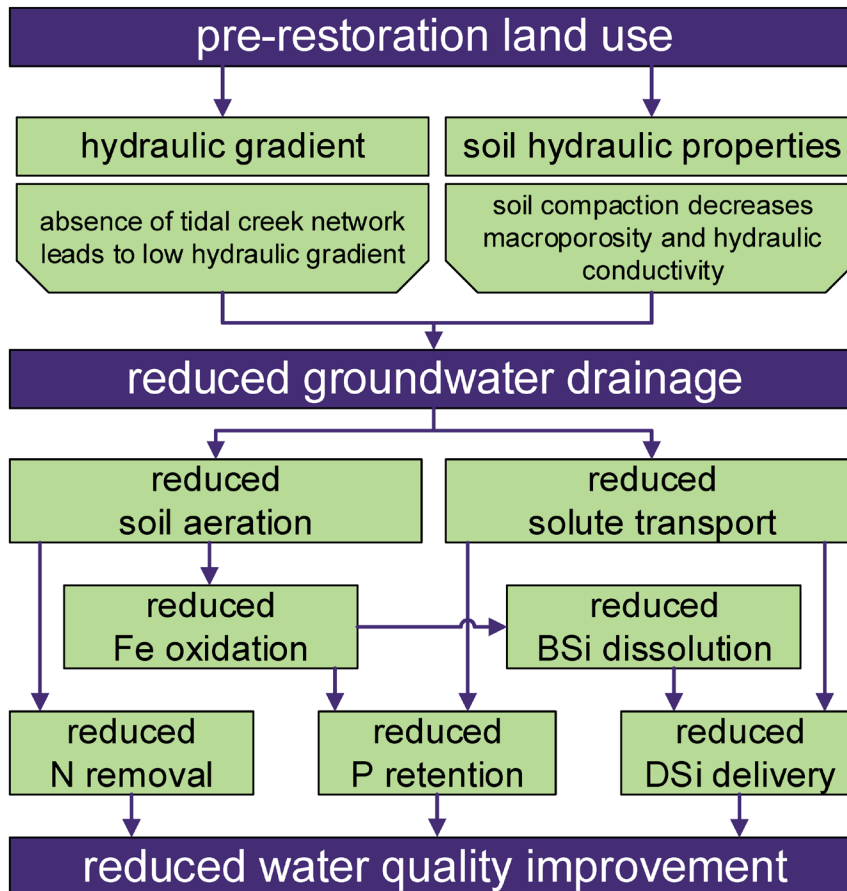 pre-restoration land use
hydraulic gradient
soil hydraulic properties
absence of tidal creek network
leads to low hydraulic gradient
soil compaction decreases
macroporosity and hydraulic
conductivity
reduced groundwater drainage
reduced
soil aeration
reduced
solute transport
reduced
Fe oxidation
reduced
BSi dissolution
reduced
N removal
reduced
P retention
reduced
DSi delivery
reduced water quality improvement